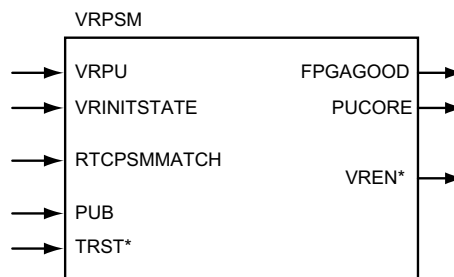 VRPSM
VRPU
FPGAGOOD
VRINITSTATE
PUCORE
RTCPSMMATCH
VREN*
PUB
TRST*